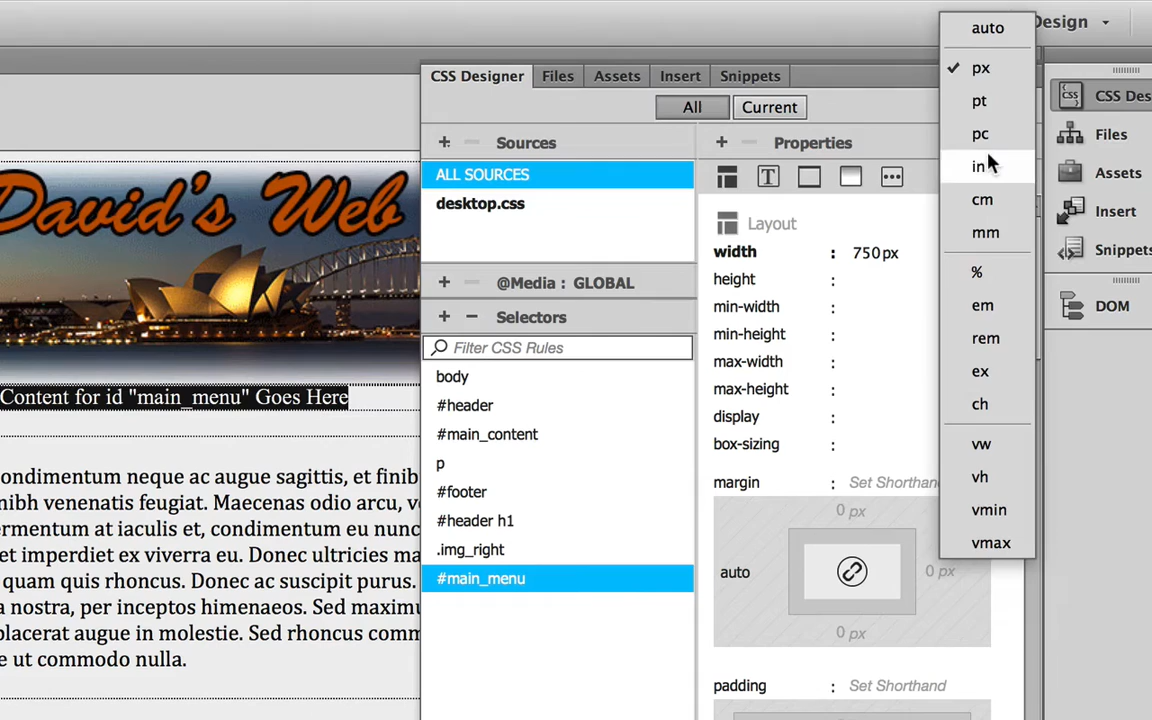 auto
Design
px
pt
pc
in
cm
mm
%
em
rem
ex
ch
vw
vh
vmin
vmax
CSS Designer
Files
Assets
Insert
Snippets
All
Current
+ − Sources
ALL SOURCES
desktop.css
+ − @Media : GLOBAL
+ − Selectors
Filter CSS Rules
body
#header
#main_content
p
#footer
#header h1
.img_right
#main_menu
+ − Properties
T
Layout
width : 750 px
height :
min-width :
min-height :
max-width :
max-height :
display :
box-sizing :
margin : Set Shorthand
0 px
auto
0 px
0 px
padding : Set Shorthand
CSS
CSS Des
Files
Assets
Insert
Snippets
DOM
David's Web
Content for id "main_menu" Goes Here
ondimentum neque ac augue sagittis, et finib
nibh venenatis feugiat. Maecenas odio arcu, v
ermentum at iaculis et, condimentum eu nunc
et imperdiet ex viverra eu. Donec ultricies ma
quam quis rhoncus. Donec ac suscipit purus.
a nostra, per inceptos himenaeos. Sed maximu
placerat augue in molestie. Sed rhoncus comm
e ut commodo nulla.